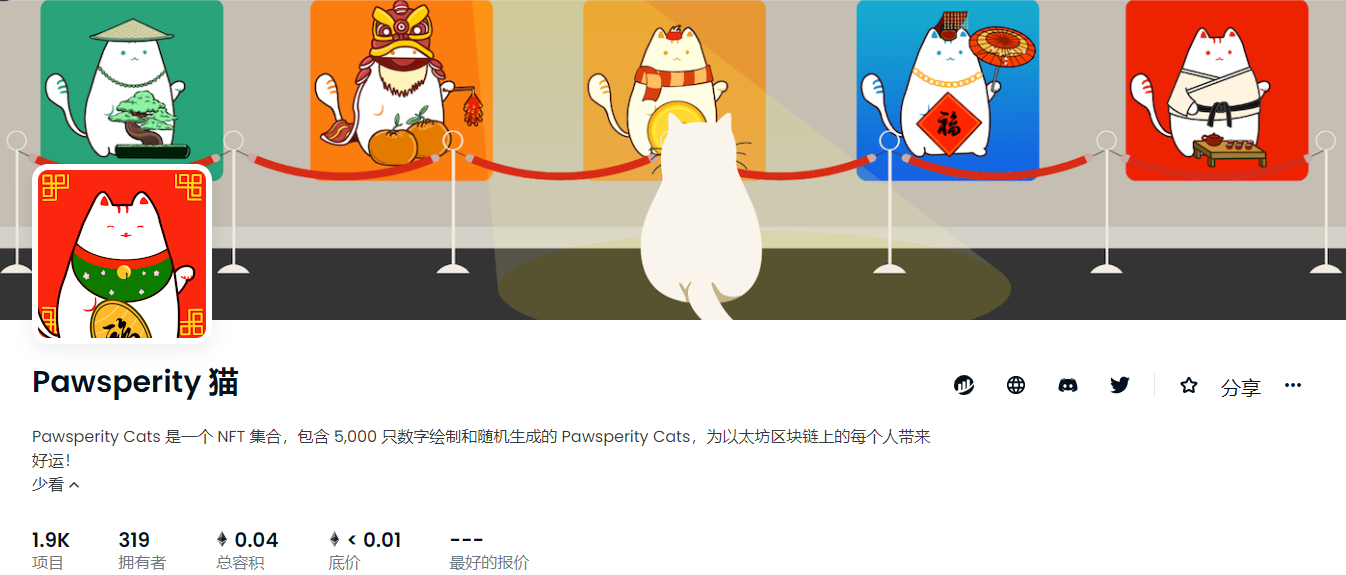 福
福
Pawsperity 猫
分享
Pawsperity Cats 是一个 NFT 集合，包含 5,000 只数字绘制和随机生成的 Pawsperity Cats，为以太坊区块链上的每个人带来
好运！
少看
1.9K 319 0.04 < 0.01 ---
项目 拥有者 总容积 底价 最好的报价